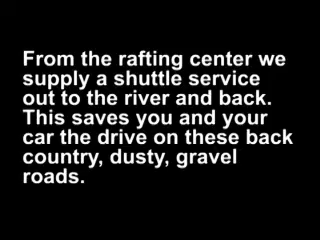 From the rafting center we
supply a shuttle service
out to the river and back.
This saves you and your
car the drive on these back
country, dusty, gravel
roads.